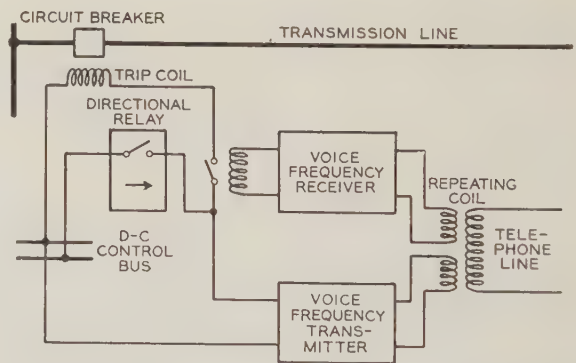 CIRCUIT BREAKER
TRANSMISSION LINE
TRIP COIL
DIRECTIONAL
RELAY
VOICE
FREQUENCY
RECEIVER
REPEATING
COIL
D-C
CONTROL
BUS
TELE-
PHONE
LINE
VOICE
FREQUENCY
TRANS-
MITTER